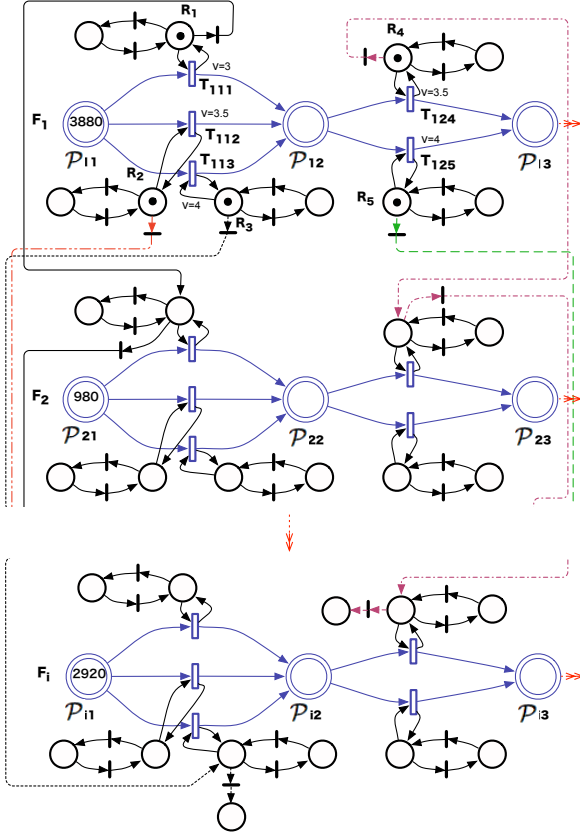 R1
R4
V=3
T111
V=3.5
T124
F1
3880
V=3.5
T112
V=4
P11
P12
P13
T113
T125
R2
R5
V=4
R3
F2
980
P21
P22
P23
Fi
2920
Pi1
Pi2
Pi3